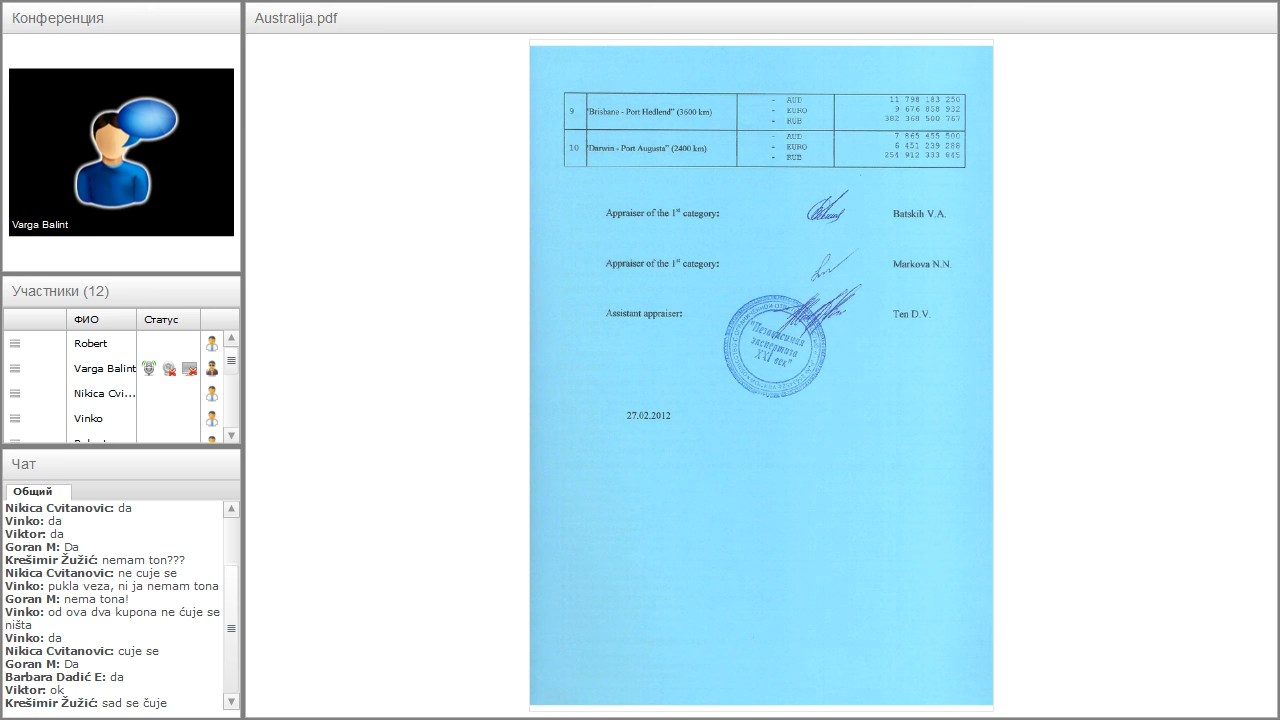 Конференция
Varga Balint
Участники (12)
ФИО Статус
Robert
Varga Balint
Nikica Cvi...
Vinko
Чат
Общий
Nikica Cvitanovic: da
Vinko: da
Viktor: da
Goran M: Da
Krešimir Žužić: nemam ton???
Nikica Cvitanovic: ne cuje se
Vinko: pukla veza, ni ja nemam tona
Goran M: nema tona!
Vinko: od ova dva kupona ne ćuje se
ništa
Vinko: da
Nikica Cvitanovic: cuje se
Goran M: Da
Barbara Dadić E: da
Viktor: ok
Krešimir Žužić: sad se čuje
Australija.pdf
9 "Brisbane - Port Hedlend" (3600 km)
- AUD 11 798 183 250
- EURO 9 676 858 932
- RUB 382 368 500 767
10 "Darwin - Port Augusta" (2400 km)
- AUD 7 865 455 500
- EURO 6 451 239 288
- RUB 254 912 333 845
Appraiser of the 1st category: Batskih V.A.
Appraiser of the 1st category: Markova N.N.
Assistant appraiser: Ten D.V.
"Независимая
экспертиза
XXI век"
27.02.2012